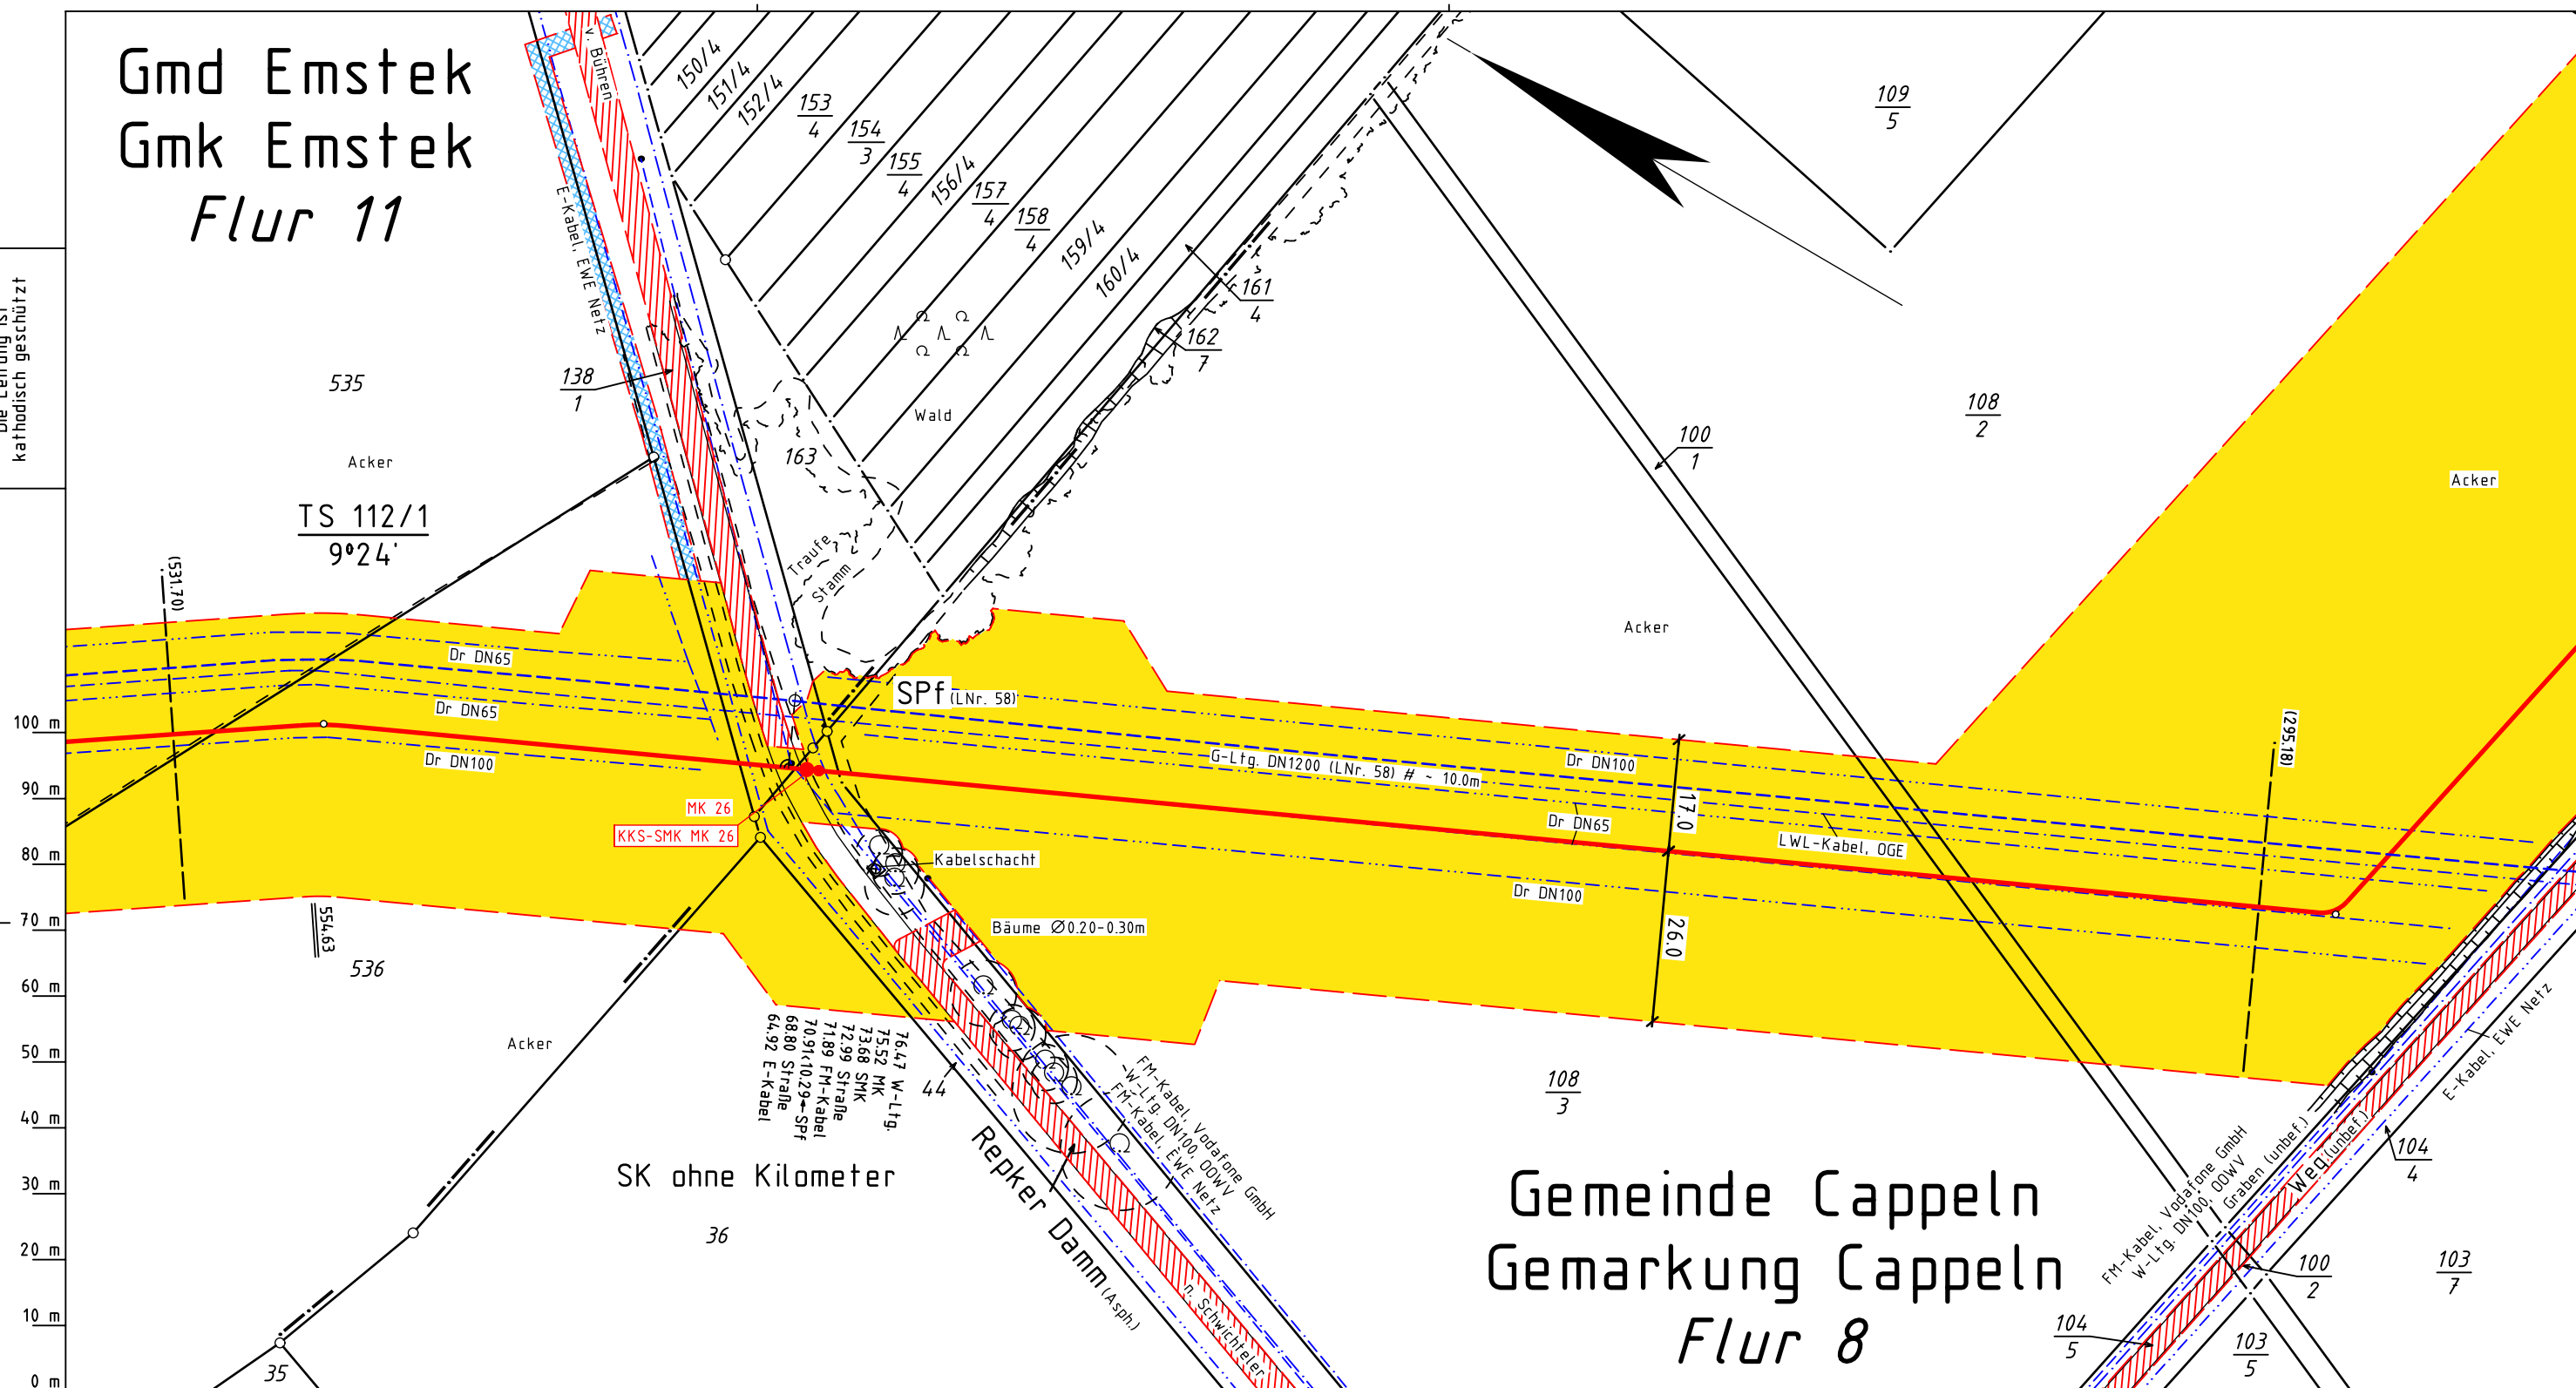 Gmd Emstek
Gmk Emstek
Flur 11
kathodisch geschützt
v. Bühren
E-Kabel, EWE Netz
150/4
151/4
152/4
153
4
154
3
155
4
156/4
157
4
158
4
159/4
160/4
161
4
162
7
109
5
108
2
100
1
138
1
535
Acker
TS 112/1
9°24'
Wald
163
Traufe
Stamm
Acker
Acker
(531.70)
(295.18)
Dr DN65
Dr DN65
Dr DN100
SPf (LNr. 58)
G-Ltg. DN1200 (LNr. 58) # ~ 10.0m
Dr DN100
Dr DN65
LWL-Kabel, OGE
Dr DN100
17.0
26.0
MK 26
KKS-SMK MK 26
Kabelschacht
Bäume Ø0.20-0.30m
100 m
90 m
80 m
70 m
60 m
50 m
40 m
30 m
20 m
10 m
0 m
554.63
536
Acker
76.47 W-Ltg.
75.52 MK
73.68 SMK
72.99 Straße
71.89 FM-Kabel
70.91(10.29←SPf
68.80 Straße
64.92 E-Kabel
44
FM-Kabel, Vodafone GmbH
W-Ltg. DN100, OOWV
FM-Kabel, EWE Netz
SK ohne Kilometer
36
35
Repker Damm (Asph.)
n. Schwichteler
108
3
Gemeinde Cappeln
Gemarkung Cappeln
Flur 8
FM-Kabel, Vodafone GmbH
W-Ltg. DN100, OOWV
Graben (unbef.)
Weg (unbef.)
E-Kabel, EWE Netz
104
4
100
2
103
7
104
5
103
5